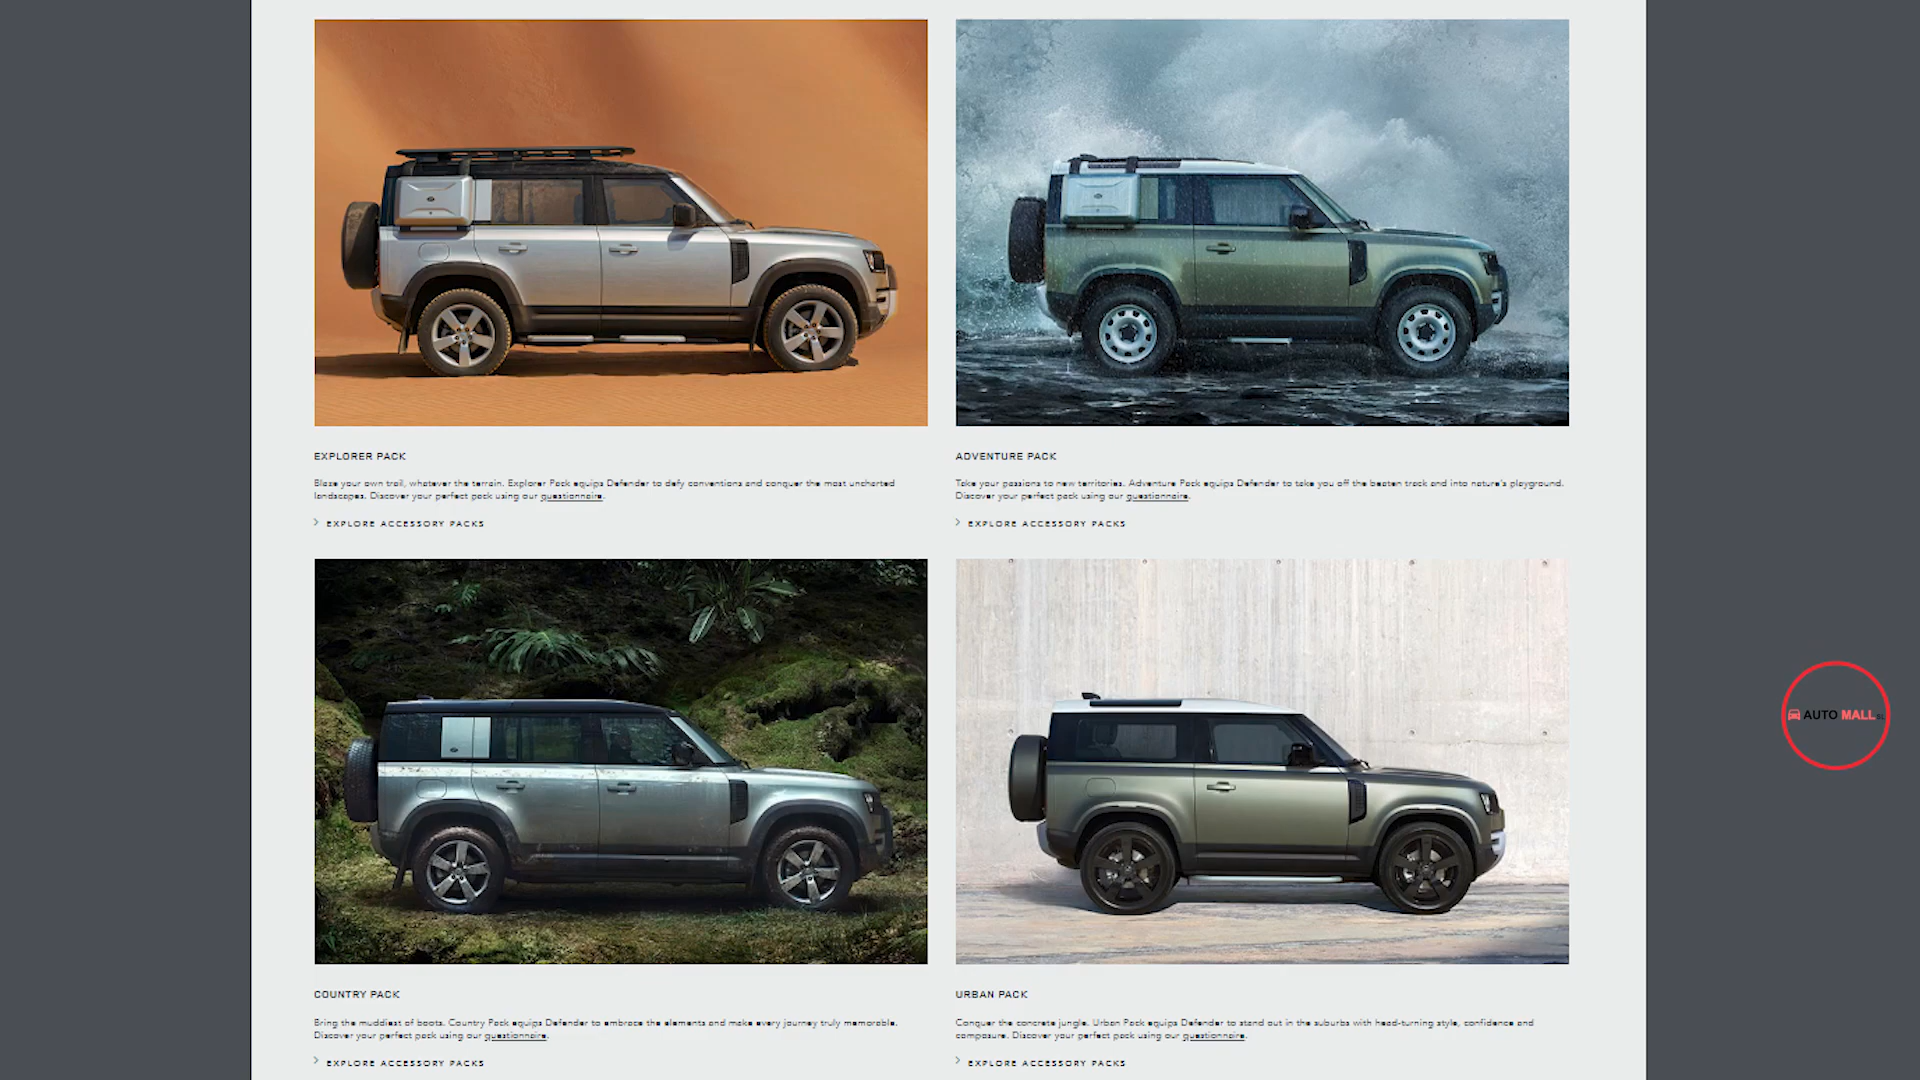 EXPLORER PACK
Blaze your own trail, whatever the terrain. Explorer Pack equips Defender to defy conventions and conquer the most uncharted
landscapes. Discover your perfect pack using our questionnaire.
EXPLORE ACCESSORY PACKS
ADVENTURE PACK
Take your passions to new territories. Adventure Pack equips Defender to take you off the beaten track and into nature's playground.
Discover your perfect pack using our questionnaire.
EXPLORE ACCESSORY PACKS
AUTO MALL
COUNTRY PACK
Bring the muddiest of boots. Country Pack equips Defender to embrace the elements and make every journey truly memorable.
Discover your perfect pack using our questionnaire.
EXPLORE ACCESSORY PACKS
URBAN PACK
Conquer the concrete jungle. Urban Pack equips Defender to stand out in the suburbs with head-turning style, confidence and
composure. Discover your perfect pack using our questionnaire.
EXPLORE ACCESSORY PACKS